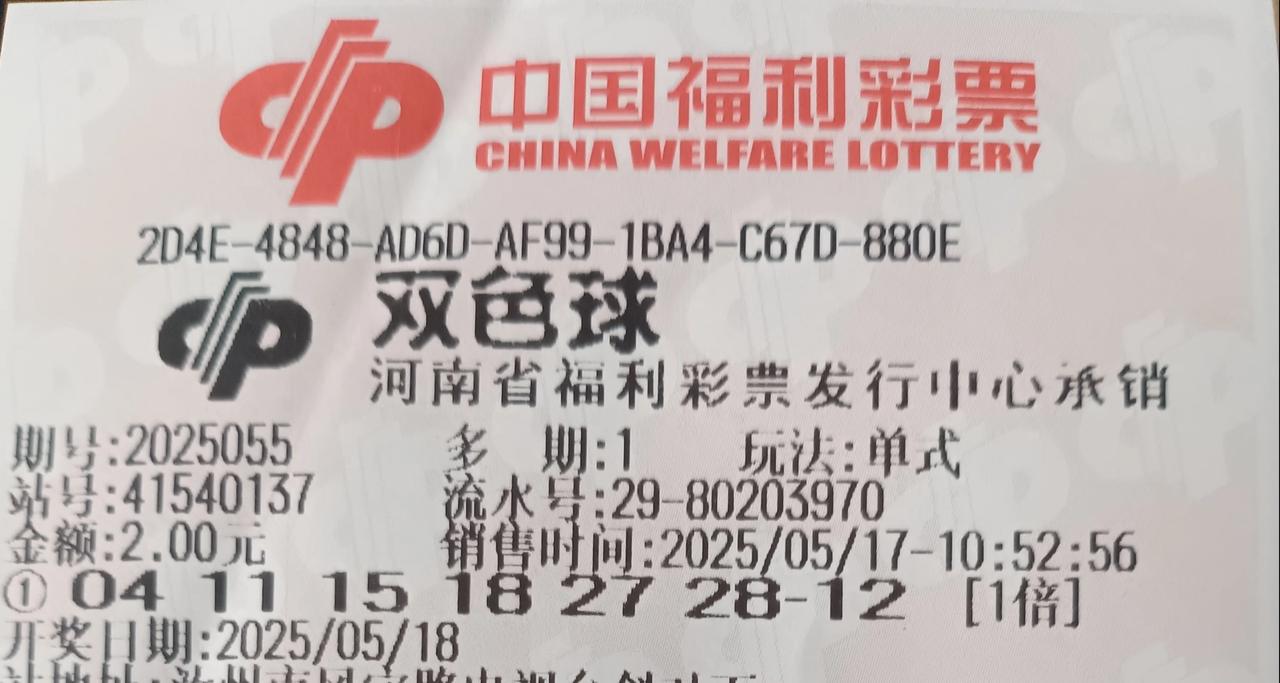 中国福利彩票
CHINA WELFARE LOTTERY
2D4E-4848-AD6D-AF99-1BA4-C67D-880E
双色球
河南省福利彩票发行中心承销
期号:2025055 多 期:1 玩法:单式
站号:41540137 流水号:29-80203970
金额:2.00元 销售时间:2025/05/17-10:52:56
① 04 11 15 18 27 28-12 [1倍]
开奖日期:2025/05/18